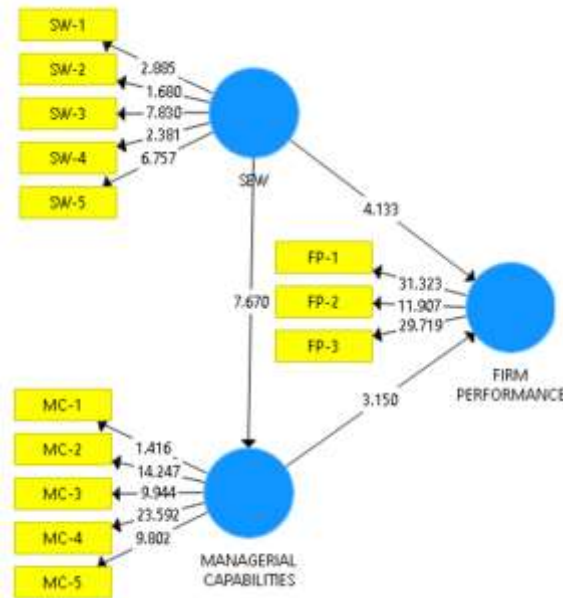 SW-1
2.885
SW-2
1.680
SW-3
7.830
SW-4
2.381
SW-5
6.757
SEW
4.133
FP-1
31.323
FP-2
11.907
FP-3
29.719
7.670
FIRM
PERFORMANCE
3.150
MC-1
1.416
MC-2
14.247
MC-3
9.944
MC-4
23.592
MC-5
9.802
MANAGERIAL
CAPABILITIES